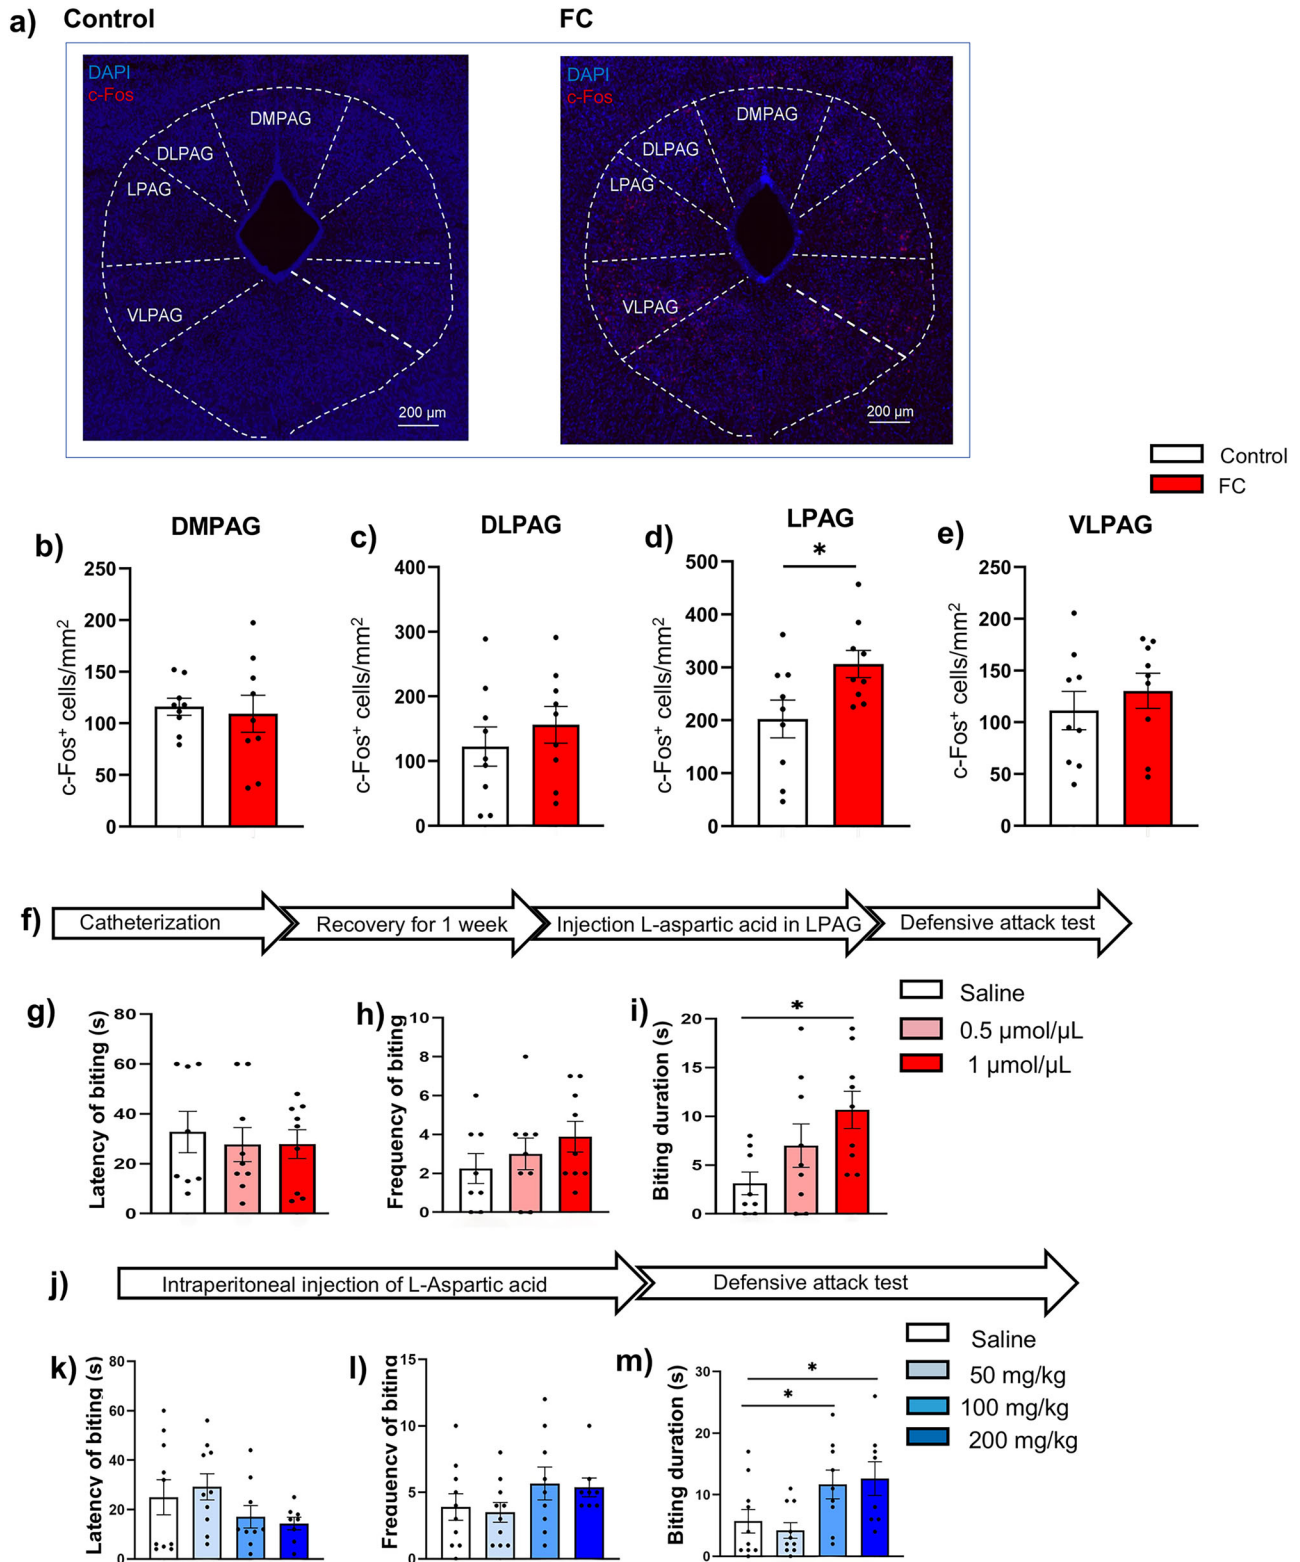 a) Control FC
DAPI
c-Fos
DMPAG
DLPAG
LPAG
VLPAG
200 µm
DAPI
c-Fos
DMPAG
DLPAG
LPAG
VLPAG
200 µm
Control
FC
b) DMPAG
c-Fos⁺ cells/mm²
250
200
150
100
50
0
c) DLPAG
c-Fos⁺ cells/mm²
400
300
200
100
0
d) LPAG
*
c-Fos⁺ cells/mm²
500
400
300
200
100
0
e) VLPAG
c-Fos⁺ cells/mm²
250
200
150
100
50
0
f) Catheterization Recovery for 1 week Injection L-aspartic acid in LPAG Defensive attack test
g)
Latency of biting (s)
80
60
40
20
0
h)
Frequency of biting
10
8
6
4
2
0
i)
*
Biting duration (s)
20
15
10
5
0
Saline
0.5 µmol/µL
1 µmol/µL
j) Intraperitoneal injection of L-Aspartic acid Defensive attack test
k)
Latency of biting (s)
80
60
40
20
0
l)
Frequency of biting
15
10
5
0
m)
*
*
Biting duration (s)
30
20
10
0
Saline
50 mg/kg
100 mg/kg
200 mg/kg